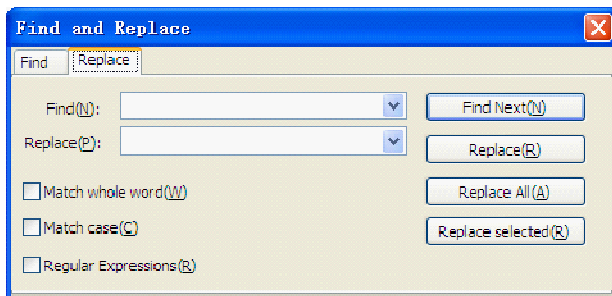 Find and Replace
Find
Replace
Find(N):
Find Next(N)
Replace(P):
Replace(R)
Match whole word(W)
Replace All(A)
Match case(C)
Replace selected(R)
Regular Expressions(R)